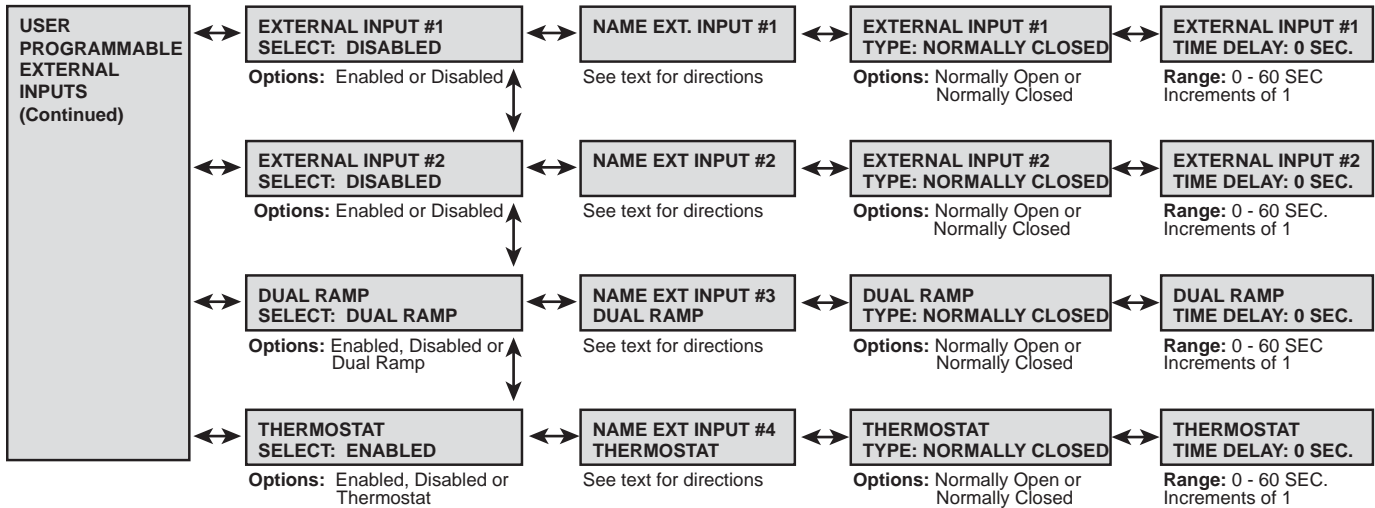 USER
PROGRAMMABLE
EXTERNAL
INPUTS
(Continued)
EXTERNAL INPUT #1
SELECT: DISABLED
Options: Enabled or Disabled
NAME EXT. INPUT #1
See text for directions
EXTERNAL INPUT #1
TYPE: NORMALLY CLOSED
Options: Normally Open or
Normally Closed
EXTERNAL INPUT #1
TIME DELAY: 0 SEC.
Range: 0 - 60 SEC
Increments of 1
EXTERNAL INPUT #2
SELECT: DISABLED
Options: Enabled or Disabled
NAME EXT INPUT #2
See text for directions
EXTERNAL INPUT #2
TYPE: NORMALLY CLOSED
Options: Normally Open or
Normally Closed
EXTERNAL INPUT #2
TIME DELAY: 0 SEC.
Range: 0 - 60 SEC.
Increments of 1
DUAL RAMP
SELECT: DUAL RAMP
Options: Enabled, Disabled or
Dual Ramp
NAME EXT INPUT #3
DUAL RAMP
See text for directions
DUAL RAMP
TYPE: NORMALLY CLOSED
Options: Normally Open or
Normally Closed
DUAL RAMP
TIME DELAY: 0 SEC.
Range: 0 - 60 SEC
Increments of 1
THERMOSTAT
SELECT: ENABLED
Options: Enabled, Disabled or
Thermostat
NAME EXT INPUT #4
THERMOSTAT
See text for directions
THERMOSTAT
TYPE: NORMALLY CLOSED
Options: Normally Open or
Normally Closed
THERMOSTAT
TIME DELAY: 0 SEC.
Range: 0 - 60 SEC.
Increments of 1